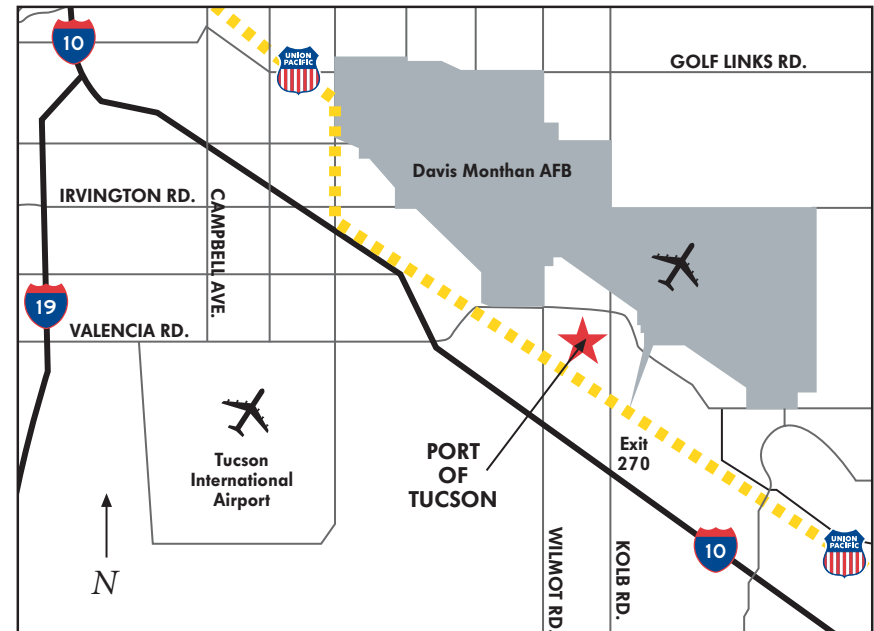 10
UNION
PACIFIC
GOLF LINKS RD.
Davis Monthan AFB
IRVINGTON RD.
CAMPBELL AVE.
19
VALENCIA RD.
Tucson
International
Airport
PORT
OF
TUCSON
Exit
270
N
WILMOT RD.
KOLB RD.
10
UNION
PACIFIC